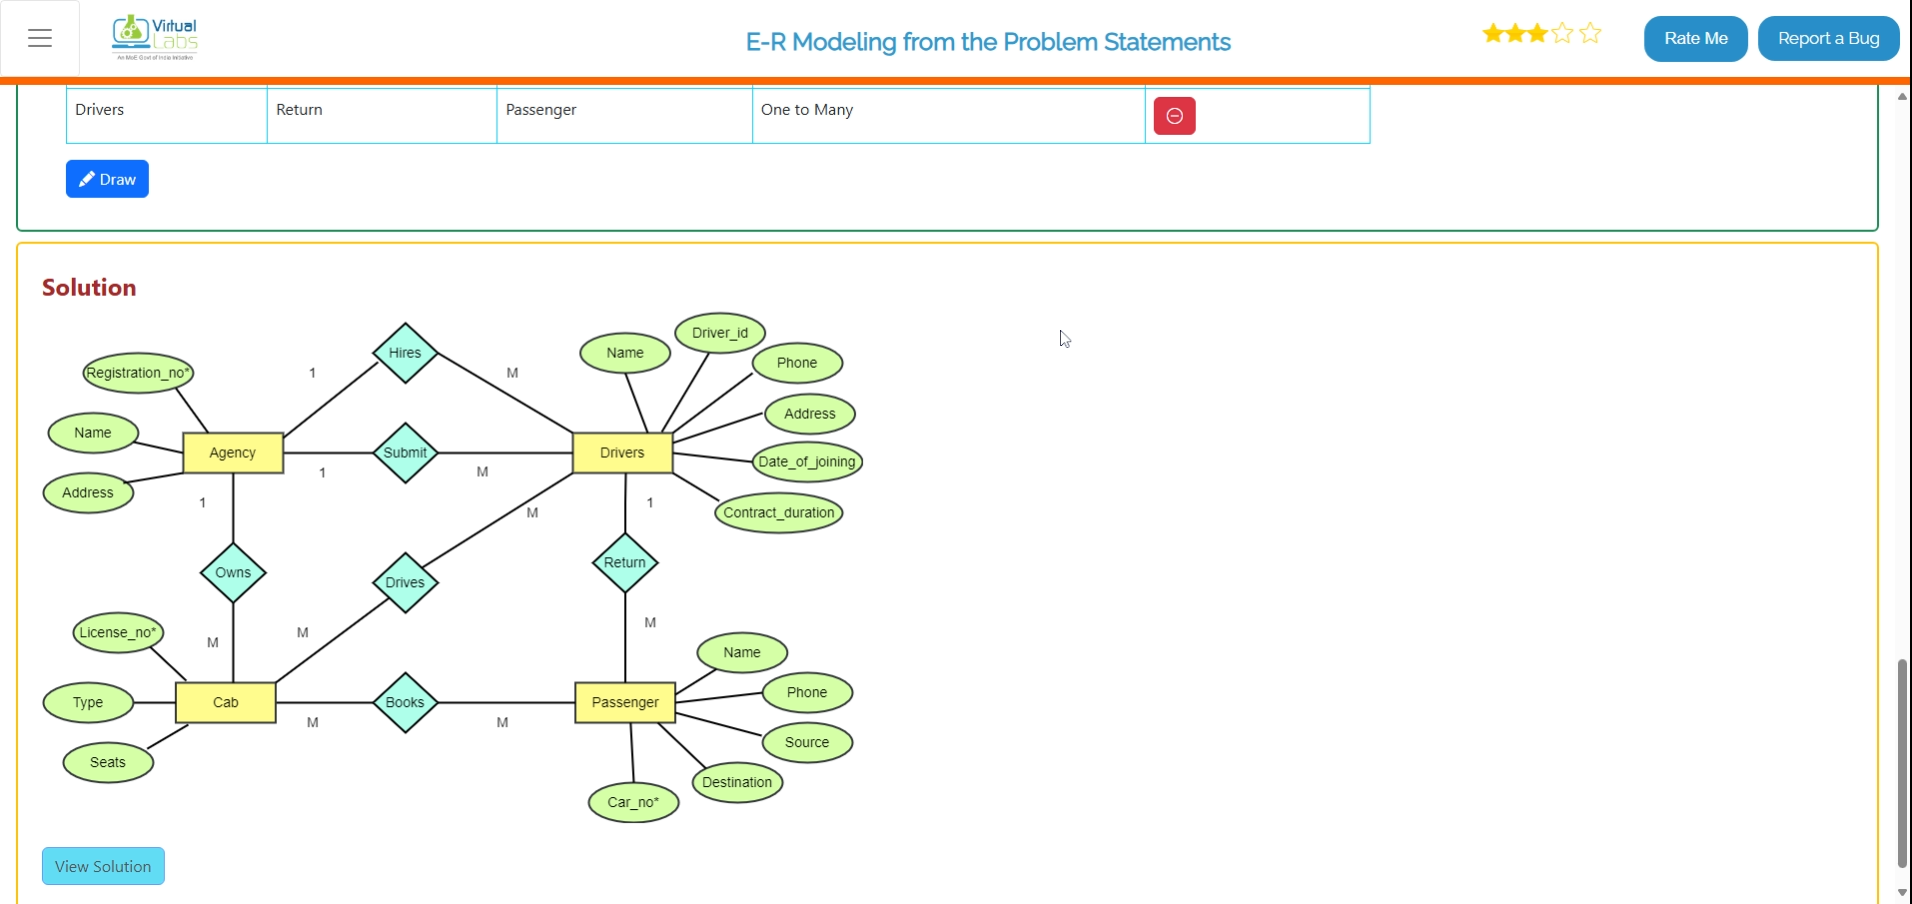 Virtual
Labs
An MoE Govt of India Initiative
E-R Modeling from the Problem Statements
Rate Me
Report a Bug
Drivers Return Passenger One to Many
Draw
Solution
Hires
Name
Driver_id
Phone
Registration_no*
1
M
Name
Address
Agency
Submit
Drivers
Date_of_joining
1
M
Address
1
M
1
Contract_duration
Owns
Drives
Return
License_no*
M
M
M
Name
Type
Cab
Books
Passenger
Phone
M
M
Source
Seats
Destination
Car_no*
View Solution